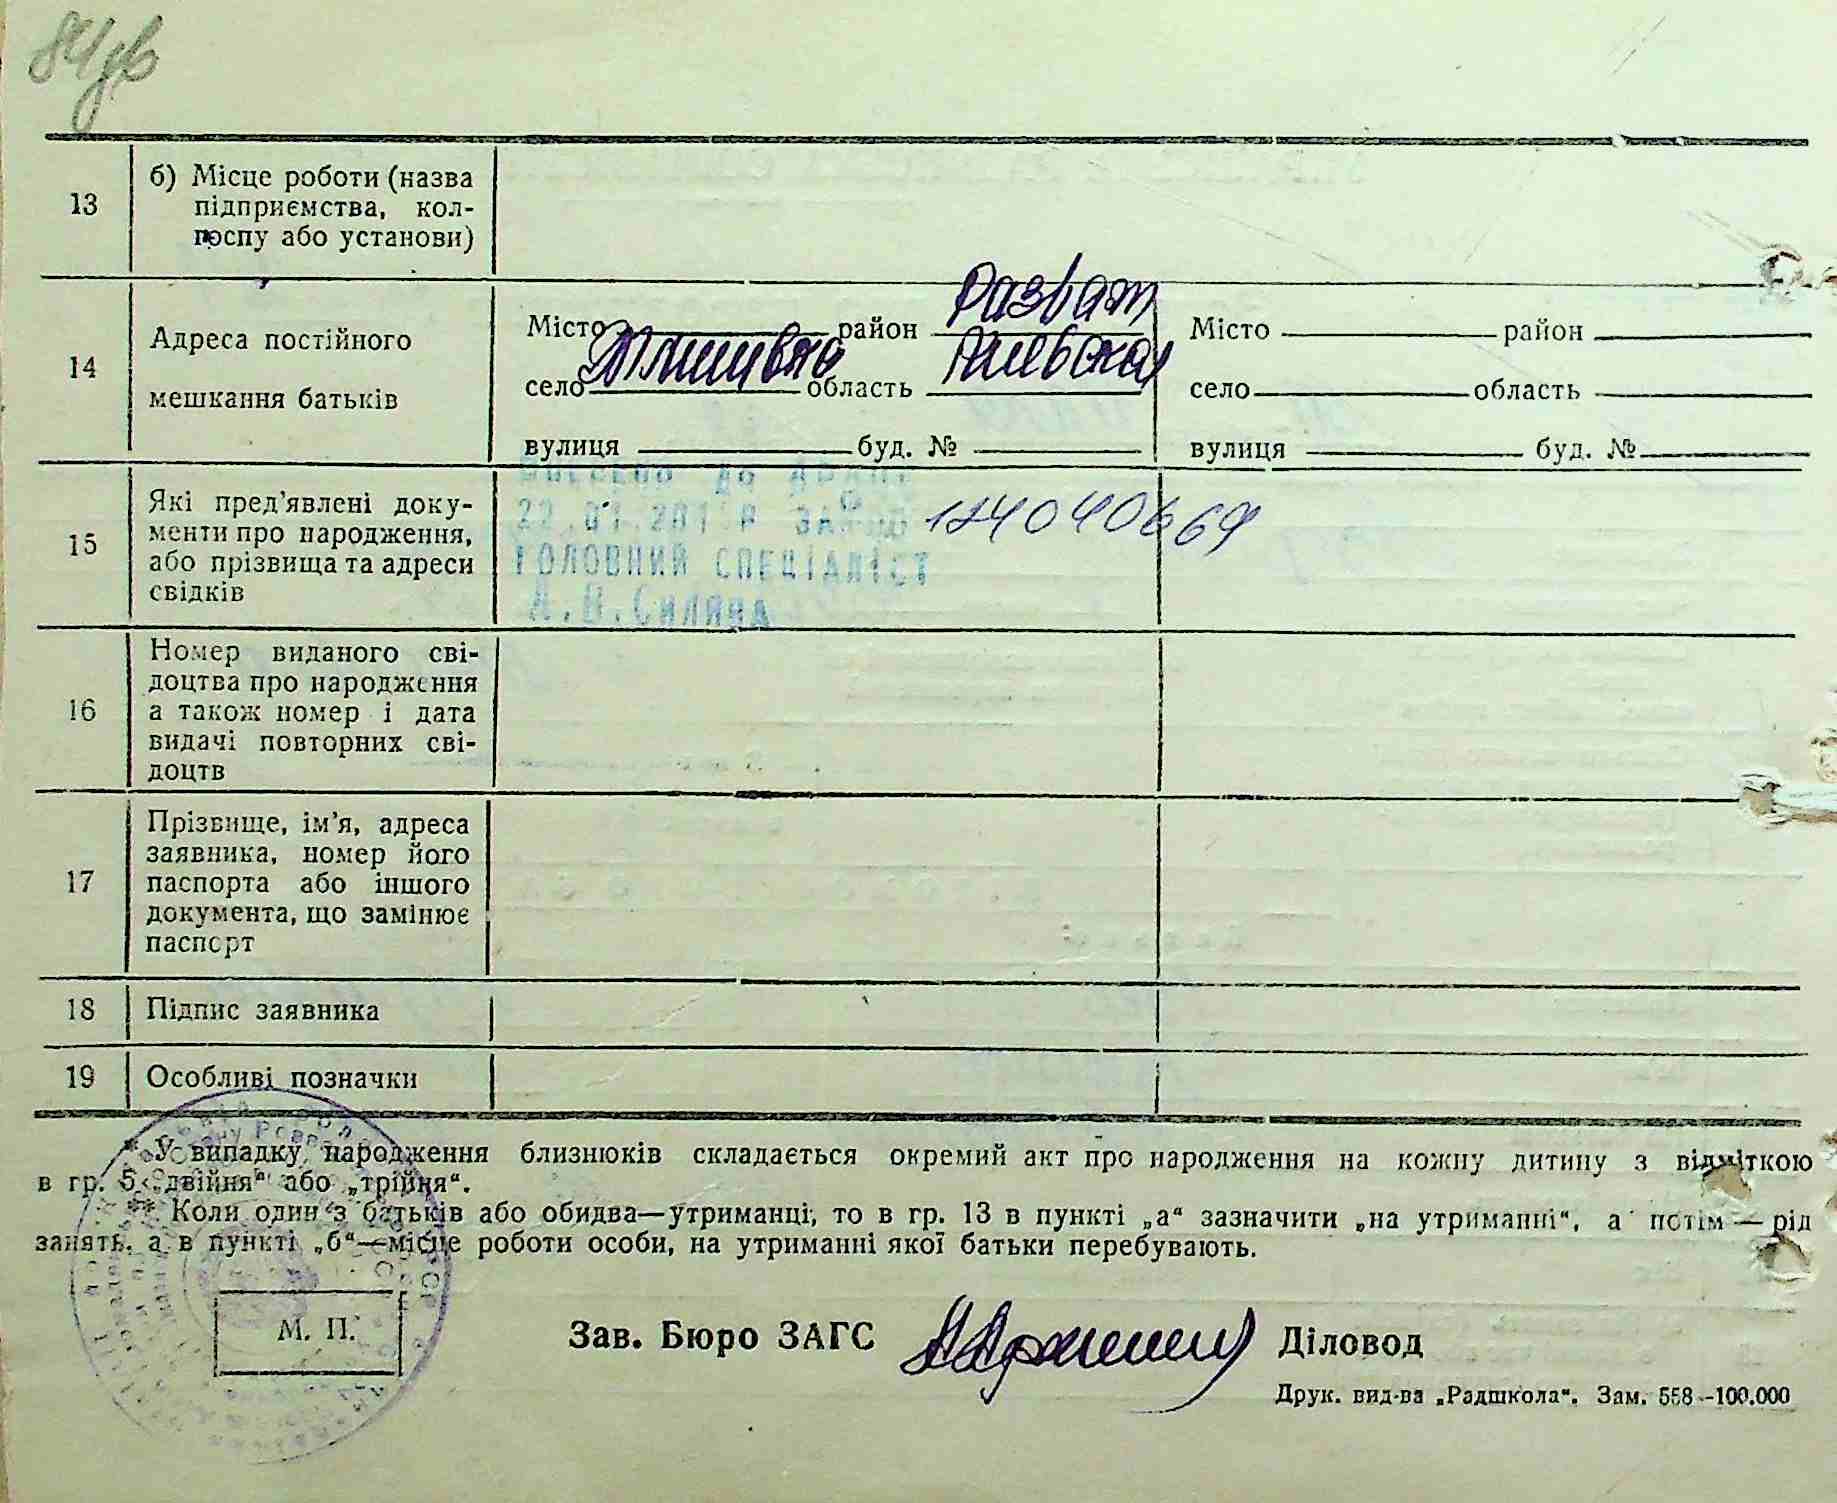 13
б) Місце роботи (назва
підприємства, кол-
госпу або установи)
14
Адреса постійного
мешкання батьків
Місто район Розваж
село область Київская
вулиця буд. №
Місто район
село область
вулиця буд. №
15
Які пред'явлені доку-
менти про народження,
або прізвища та адреси
свідків
ГОЛОВНИЙ СПЕЦІАЛІСТ
16
Номер виданого сві-
доцтва про народження
а також номер і дата
видачі повторних сві-
доцтв
17
Прізвище, ім'я, адреса
заявника, номер його
паспорта або іншого
документа, що замінює
паспорт
18
Підпис заявника
19
Особливі позначки
* У випадку народження близнюків складається окремий акт про народження на кожну дитину з відміткою
в гр. 5 „двійня“ або „трійня“.
** Коли один з батьків або обидва—утриманці, то в гр. 13 в пункті „а“ зазначити „на утриманні“, а потім — рід
занять, а в пункті „б“—місце роботи особи, на утриманні якої батьки перебувають.
М. П.
Зав. Бюро ЗАГС
Діловод
Друк. вид-ва „Радшкола“. Зам. 558—100.000